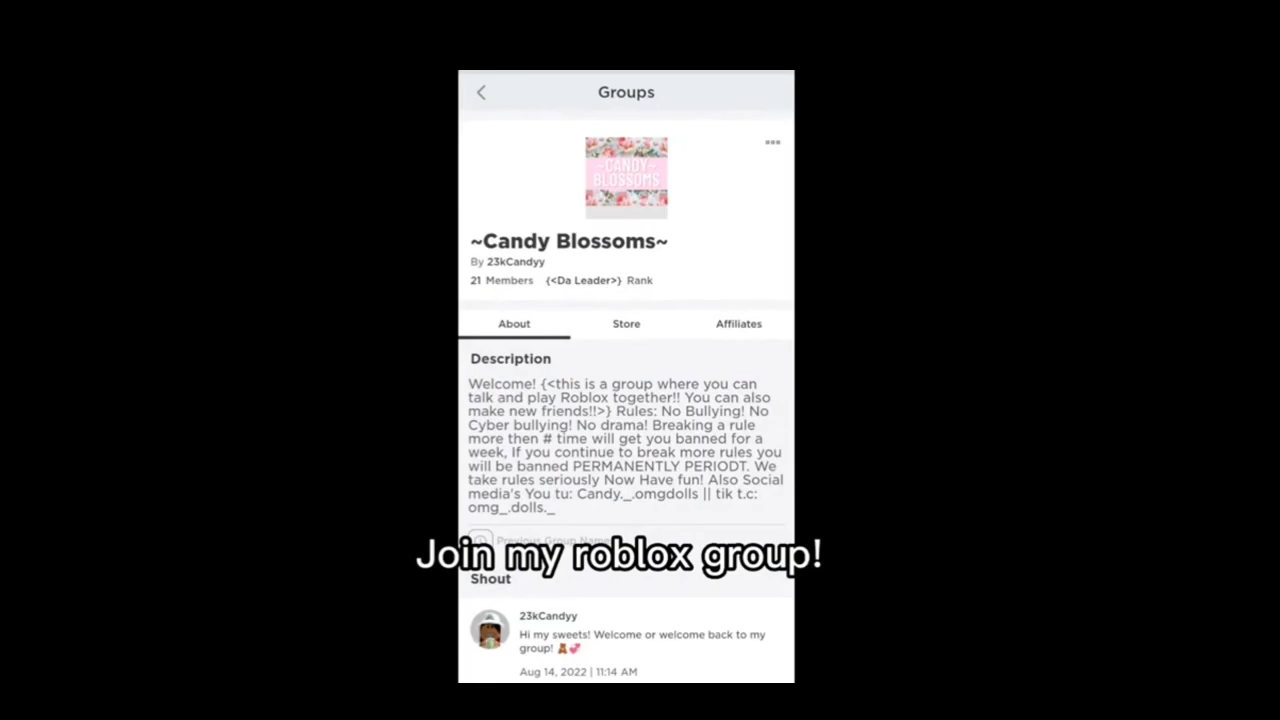 Groups
~CANDY~
BLOSSOMS
~Candy Blossoms~
By 23kCandyy
21 Members {<Da Leader>} Rank
About Store Affiliates
Description
Welcome! {<this is a group where you can
talk and play Roblox together!! You can also
make new friends!!>} Rules: No Bullying! No
Cyber bullying! No drama! Breaking a rule
more then # time will get you banned for a
week, If you continue to break more rules you
will be banned PERMANENTLY PERIODT. We
take rules seriously Now Have fun! Also Social
media's You tu: Candy._.omgdolls || tik t.c:
omg_.dolls._
Previous Group Name
Join my roblox group!
Shout
23kCandyy
Hi my sweets! Welcome or welcome back to my
group! 🧸💞
Aug 14, 2022 | 11:14 AM